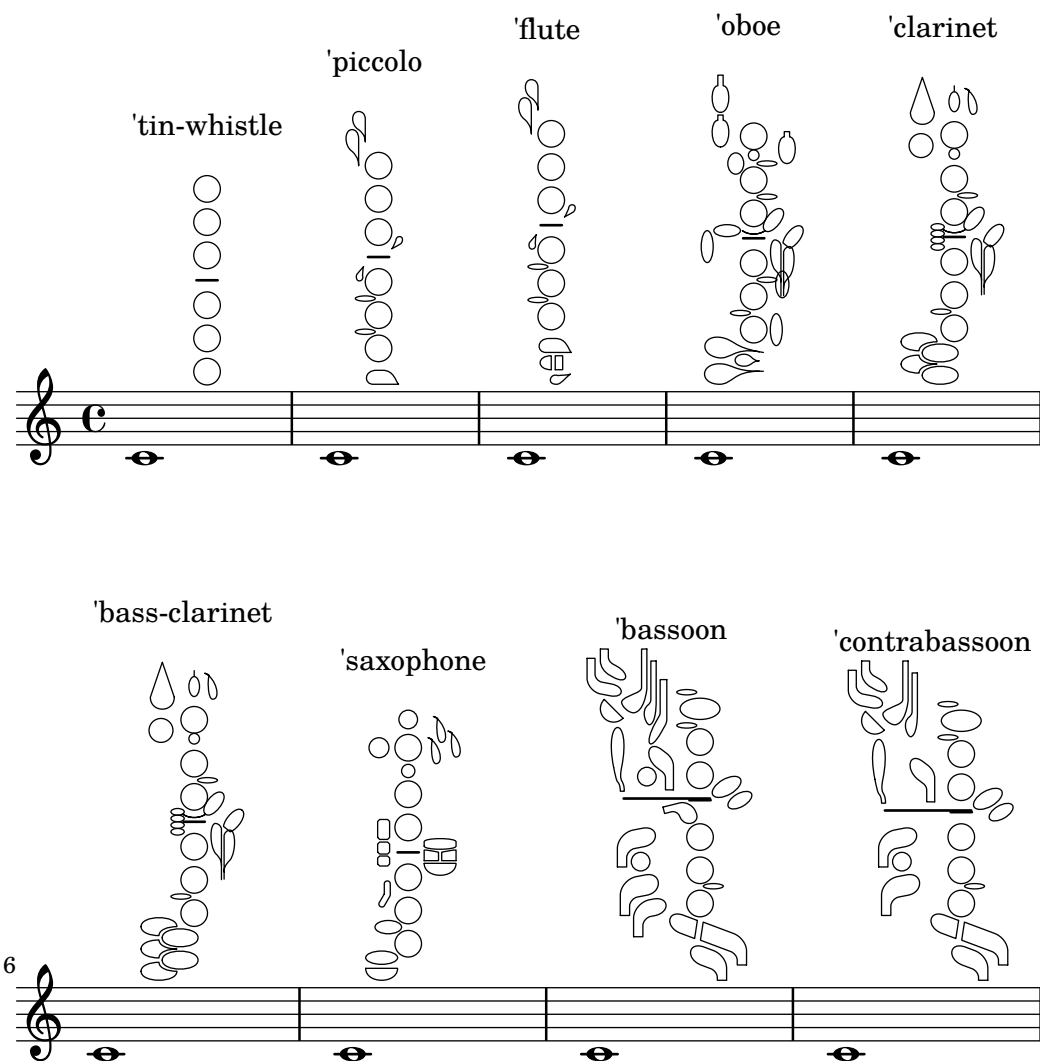 'tin-whistle
'piccolo
'flute
'oboe
'clarinet
'bass-clarinet
'saxophone
'bassoon
'contrabassoon
6